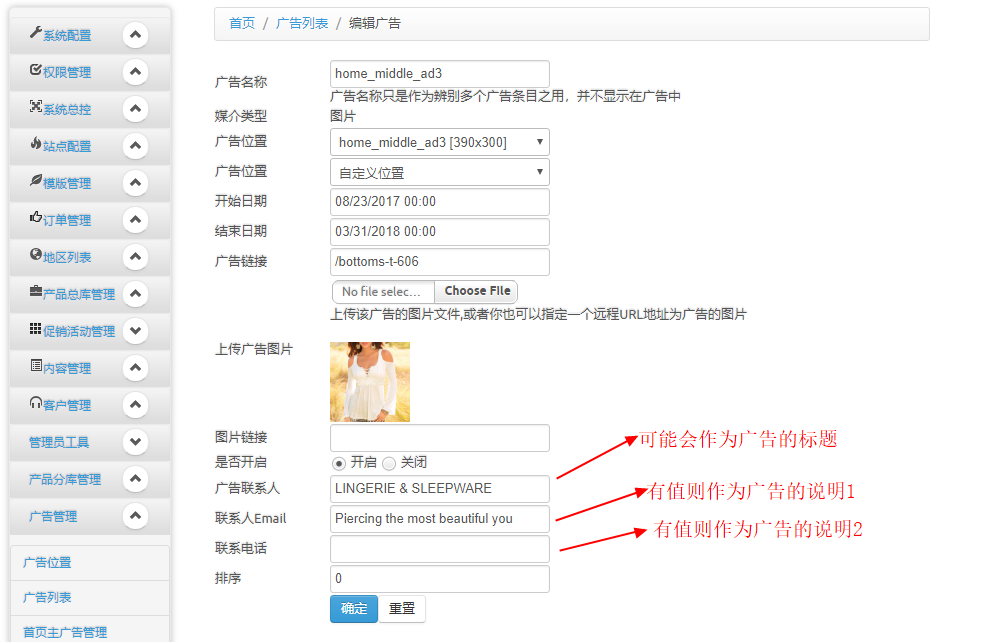 系统配置
权限管理
系统总控
站点配置
模版管理
订单管理
地区列表
产品总库管理
促销活动管理
内容管理
客户管理
管理员工具
产品分库管理
广告管理
广告位置
广告列表
首页主广告管理
首页 / 广告列表 / 编辑广告
广告名称 home_middle_ad3
广告名称只是作为辨别多个广告条目之用，并不显示在广告中
媒介类型 图片
广告位置 home_middle_ad3 [390x300]
广告位置 自定义位置
开始日期 08/23/2017 00:00
结束日期 03/31/2018 00:00
广告链接 /bottoms-t-606
No file selec... Choose File
上传该广告的图片文件,或者你也可以指定一个远程URL地址为广告的图片
上传广告图片
图片链接
是否开启 开启 关闭
广告联系人 LINGERIE & SLEEPWARE
联系人Email Piercing the most beautiful you
联系电话
排序 0
确定 重置
可能会作为广告的标题
有值则作为广告的说明1
有值则作为广告的说明2